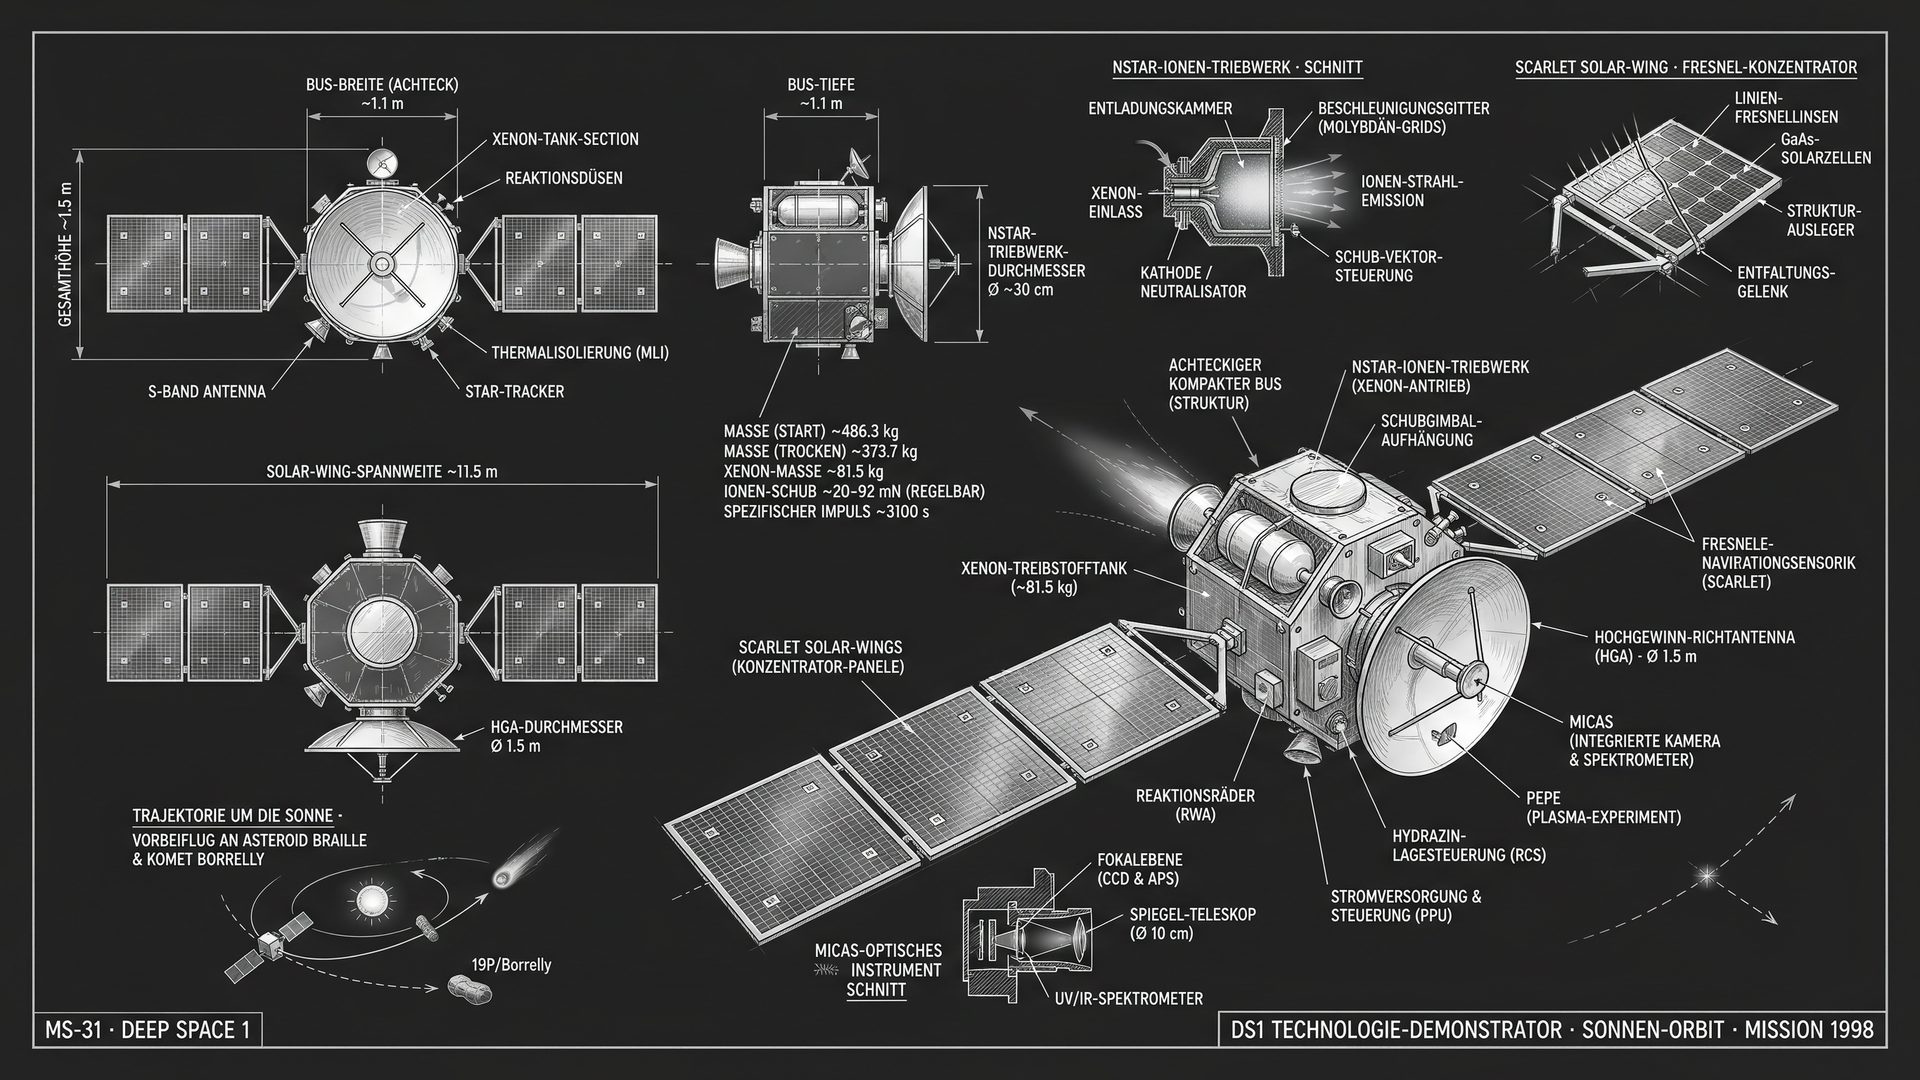 BUS-BREITE (ACHTECK)
~1.1 m
GESAMTHÖHE ~1.5 m
XENON-TANK-SECTION
REAKTIONSDÜSEN
THERMALISOLIERUNG (MLI)
STAR-TRACKER
S-BAND ANTENNA
BUS-TIEFE
~1.1 m
NSTAR-
TRIEBWERK-
DURCHMESSER
Ø ~30 cm
MASSE (START) ~486.3 kg
MASSE (TROCKEN) ~373.7 kg
XENON-MASSE ~81.5 kg
IONEN-SCHUB ~20-92 mN (REGELBAR)
SPEZIFISCHER IMPULS ~3100 s
NSTAR-IONEN-TRIEBWERK · SCHNITT
ENTLADUNGSKAMMER
BESCHLEUNIGUNGSGITTER
(MOLYBDÄN-GRIDS)
XENON-
EINLASS
IONEN-STRAHL-
EMISSION
KATHODE /
NEUTRALISATOR
SCHUB-VEKTOR-
STEUERUNG
SCARLET SOLAR-WING · FRESNEL-KONZENTRATOR
LINIEN-
FRESNELLINSEN
GaAs-
SOLARZELLEN
STRUKTUR-
AUSLEGER
ENTFALTUNGS-
GELENK
SOLAR-WING-SPANNWEITE ~11.5 m
HGA-DURCHMESSER
Ø 1.5 m
ACHTECKIGER
KOMPAKTER BUS
(STRUKTUR)
NSTAR-IONEN-TRIEBWERK
(XENON-ANTRIEB)
SCHUBGIMBAL-
AUFHÄNGUNG
XENON-TREIBSTOFFTANK
(~81.5 kg)
FRESNELE-
NAVIRATIONGSENSORIK
(SCARLET)
SCARLET SOLAR-WINGS
(KONZENTRATOR-PANELE)
HOCHGEWINN-RICHTANTENNA
(HGA) - Ø 1.5 m
MICAS
(INTEGRIERTE KAMERA
& SPEKTROMETER)
PEPE
(PLASMA-EXPERIMENT)
REAKTIONSRÄDER
(RWA)
HYDRAZIN-
LAGESTEUERUNG (RCS)
STROMVERSORGUNG &
STEUERUNG (PPU)
TRAJEKTORIE UM DIE SONNE -
VORBEIFLUG AN ASTEROID BRAILLE
& KOMET BORRELLY
19P/Borrelly
FOKALEBENE
(CCD & APS)
SPIEGEL-TELESKOP
(Ø 10 cm)
MICAS-OPTISCHES
INSTRUMENT
SCHNITT
UV/IR-SPEKTROMETER
MS-31 · DEEP SPACE 1
DS1 TECHNOLOGIE-DEMONSTRATOR · SONNEN-ORBIT · MISSION 1998